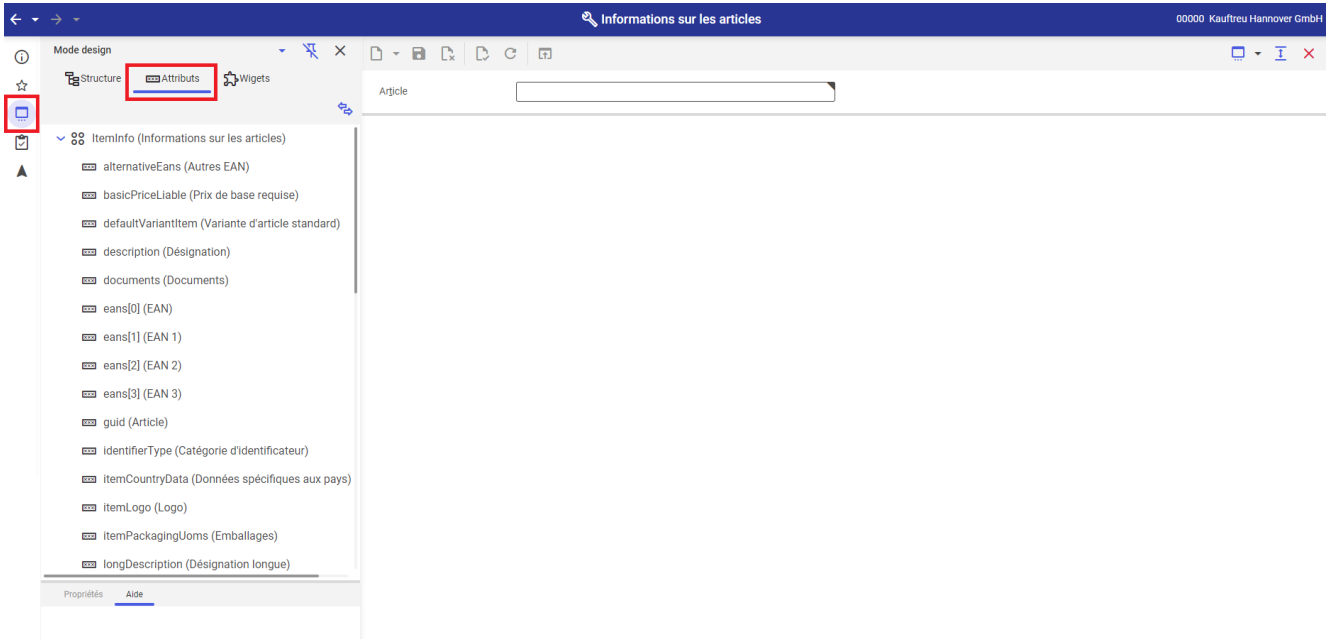 Informations sur les articles
00000 Kauftreu Hannover GmbH
Mode design
Structure
Attributs
Wigets
Article
ItemInfo (Informations sur les articles)
alternativeEans (Autres EAN)
basicPriceLiable (Prix de base requise)
defaultVariantItem (Variante d'article standard)
description (Désignation)
documents (Documents)
eans[0] (EAN)
eans[1] (EAN 1)
eans[2] (EAN 2)
eans[3] (EAN 3)
guid (Article)
identifierType (Catégorie d'identificateur)
itemCountryData (Données spécifiques aux pays)
itemLogo (Logo)
itemPackagingUoms (Emballages)
longDescription (Désignation longue)
Propriétés
Aide